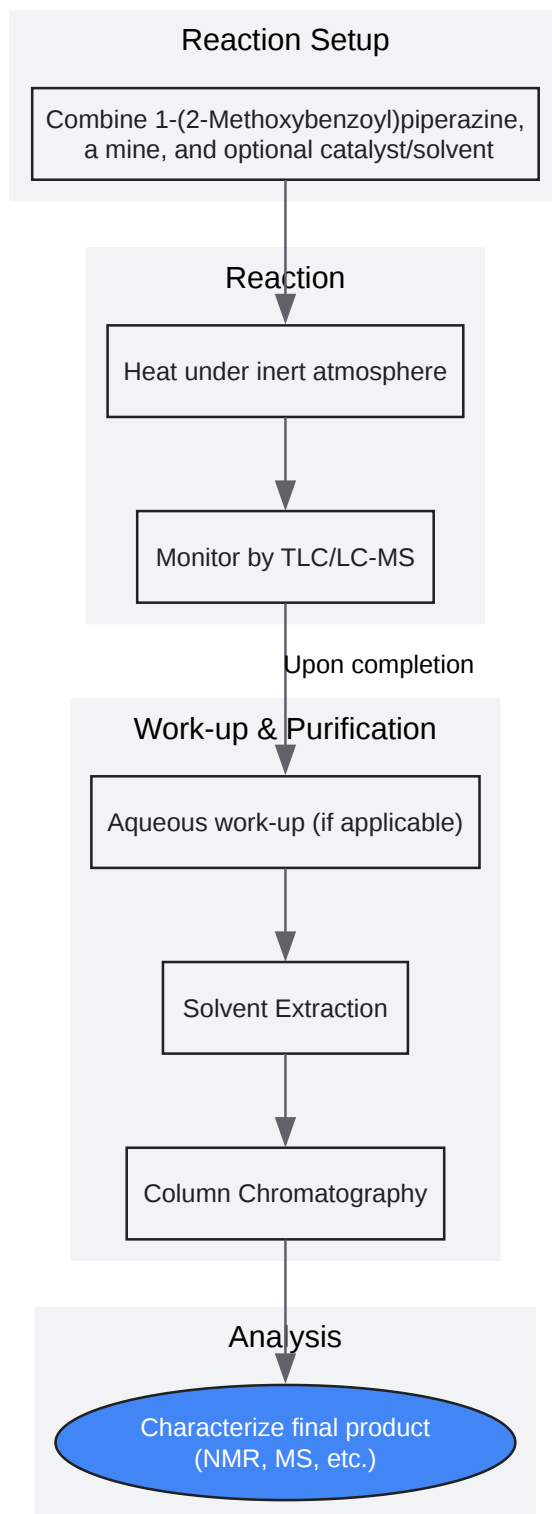 Reaction Setup
Combine 1-(2-Methoxybenzoyl)piperazine,
a mine, and optional catalyst/solvent
Reaction
Heat under inert atmosphere
Monitor by TLC/LC-MS
Upon completion
Work-up & Purification
Aqueous work-up (if applicable)
Solvent Extraction
Column Chromatography
Analysis
Characterize final product
(NMR, MS, etc.)